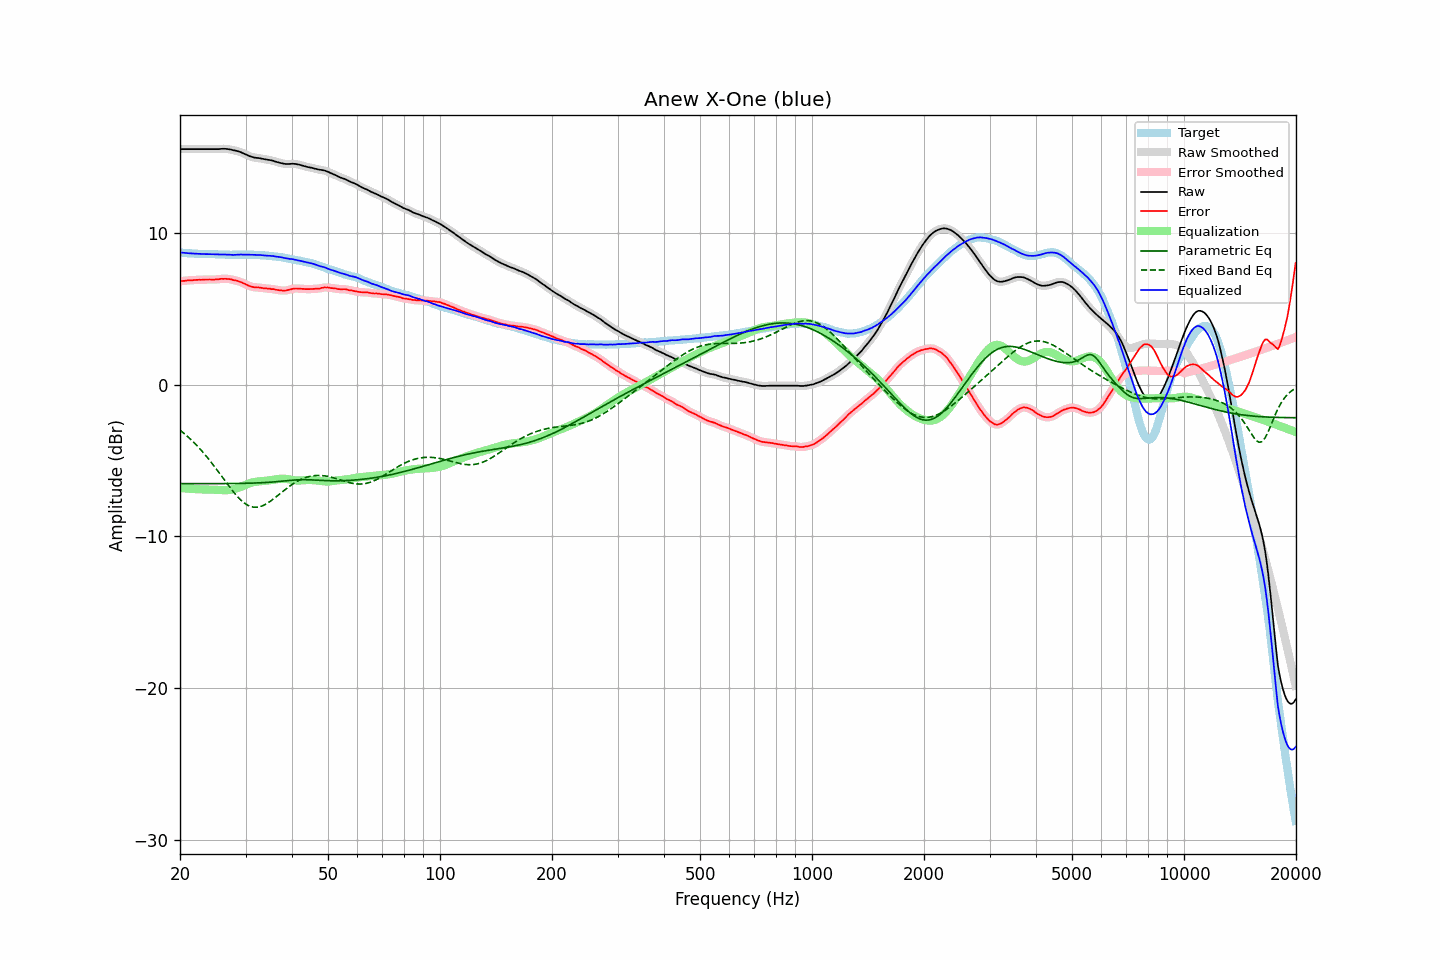 Anew X-One (blue)
Target
Raw Smoothed
Error Smoothed
Raw
Error
Equalization
Parametric Eq
Fixed Band Eq
Equalized
Amplitude (dBr)
10
0
−10
−20
−30
20 50 100 200 500 1000 2000 5000 10000 20000
Frequency (Hz)